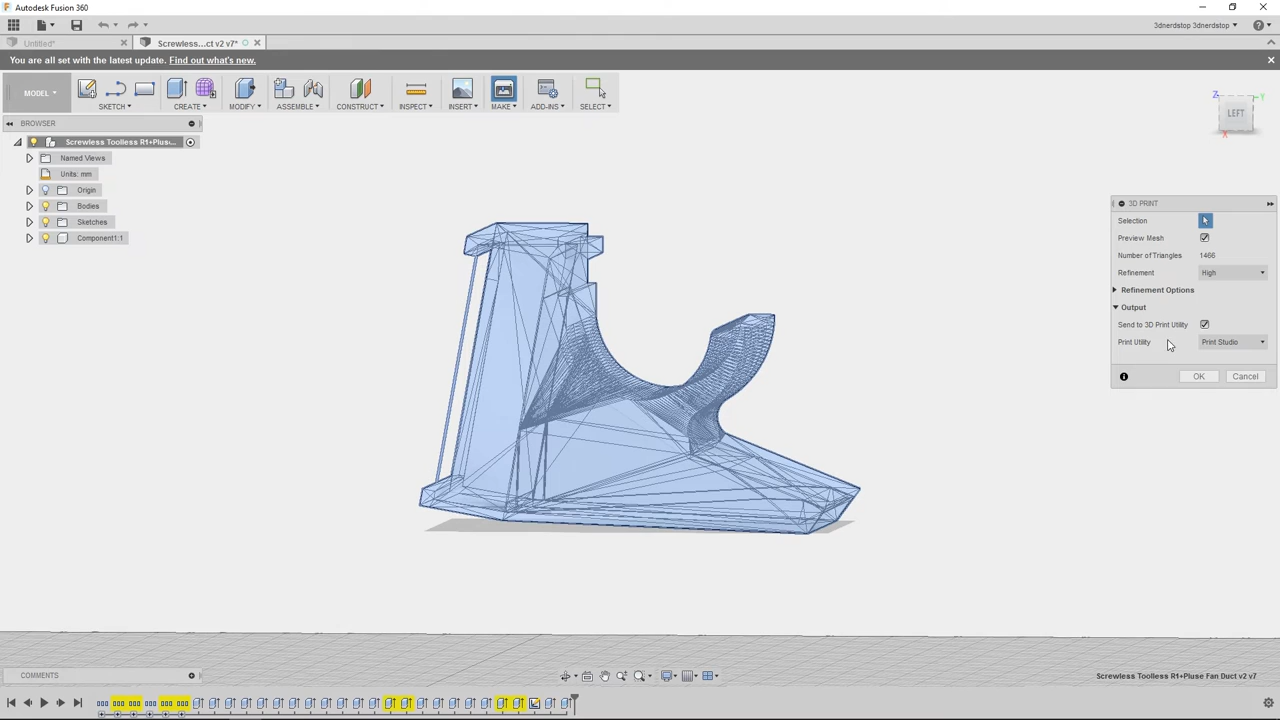 Autodesk Fusion 360
3dnerdstop 3dnerdstop
Untitled*
Screwless...ct v2 v7*
You are all set with the latest update. Find out what's new.
MODEL
SKETCH
CREATE
MODIFY
ASSEMBLE
CONSTRUCT
INSPECT
INSERT
MAKE
ADD-INS
SELECT
BROWSER
Screwless Toolless R1+Pluse...
Named Views
Units: mm
Origin
Bodies
Sketches
Component1:1
Z
Y
LEFT
X
3D PRINT
Selection
Preview Mesh
Number of Triangles 1466
Refinement High
Refinement Options
Output
Send to 3D Print Utility
Print Utility Print Studio
OK Cancel
COMMENTS
Screwless Toolless R1+Pluse Fan Duct v2 v7